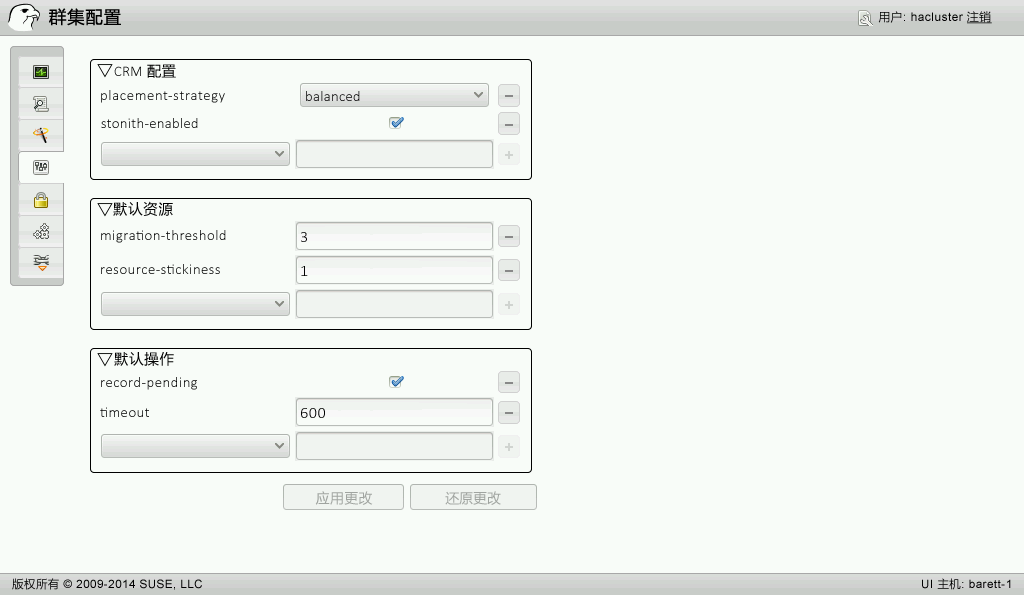 群集配置
用户: hacluster 注销
CRM 配置
placement-strategy balanced
stonith-enabled
默认资源
migration-threshold 3
resource-stickiness 1
默认操作
record-pending
timeout 600
应用更改 还原更改
版权所有 © 2009-2014 SUSE, LLC UI 主机: barett-1